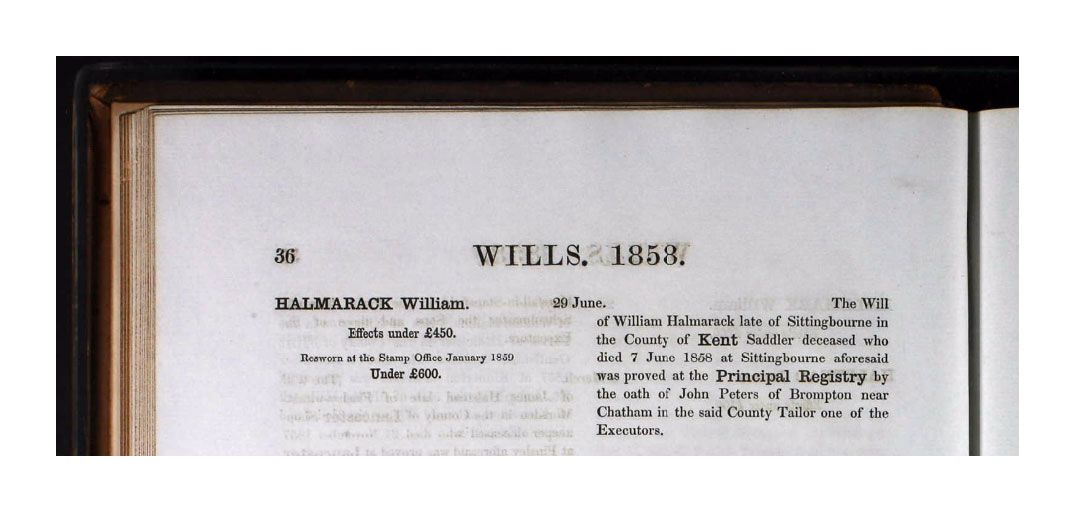 36
WILLS. 1858.
HALMARACK William.
Effects under £450.
Resworn at the Stamp Office January 1859
Under £600.
29 June. The Will
of William Halmarack late of Sittingbourne in
the County of Kent Saddler deceased who
died 7 June 1858 at Sittingbourne aforesaid
was proved at the Principal Registry by
the oath of John Peters of Brompton near
Chatham in the said County Tailor one of the
Executors.